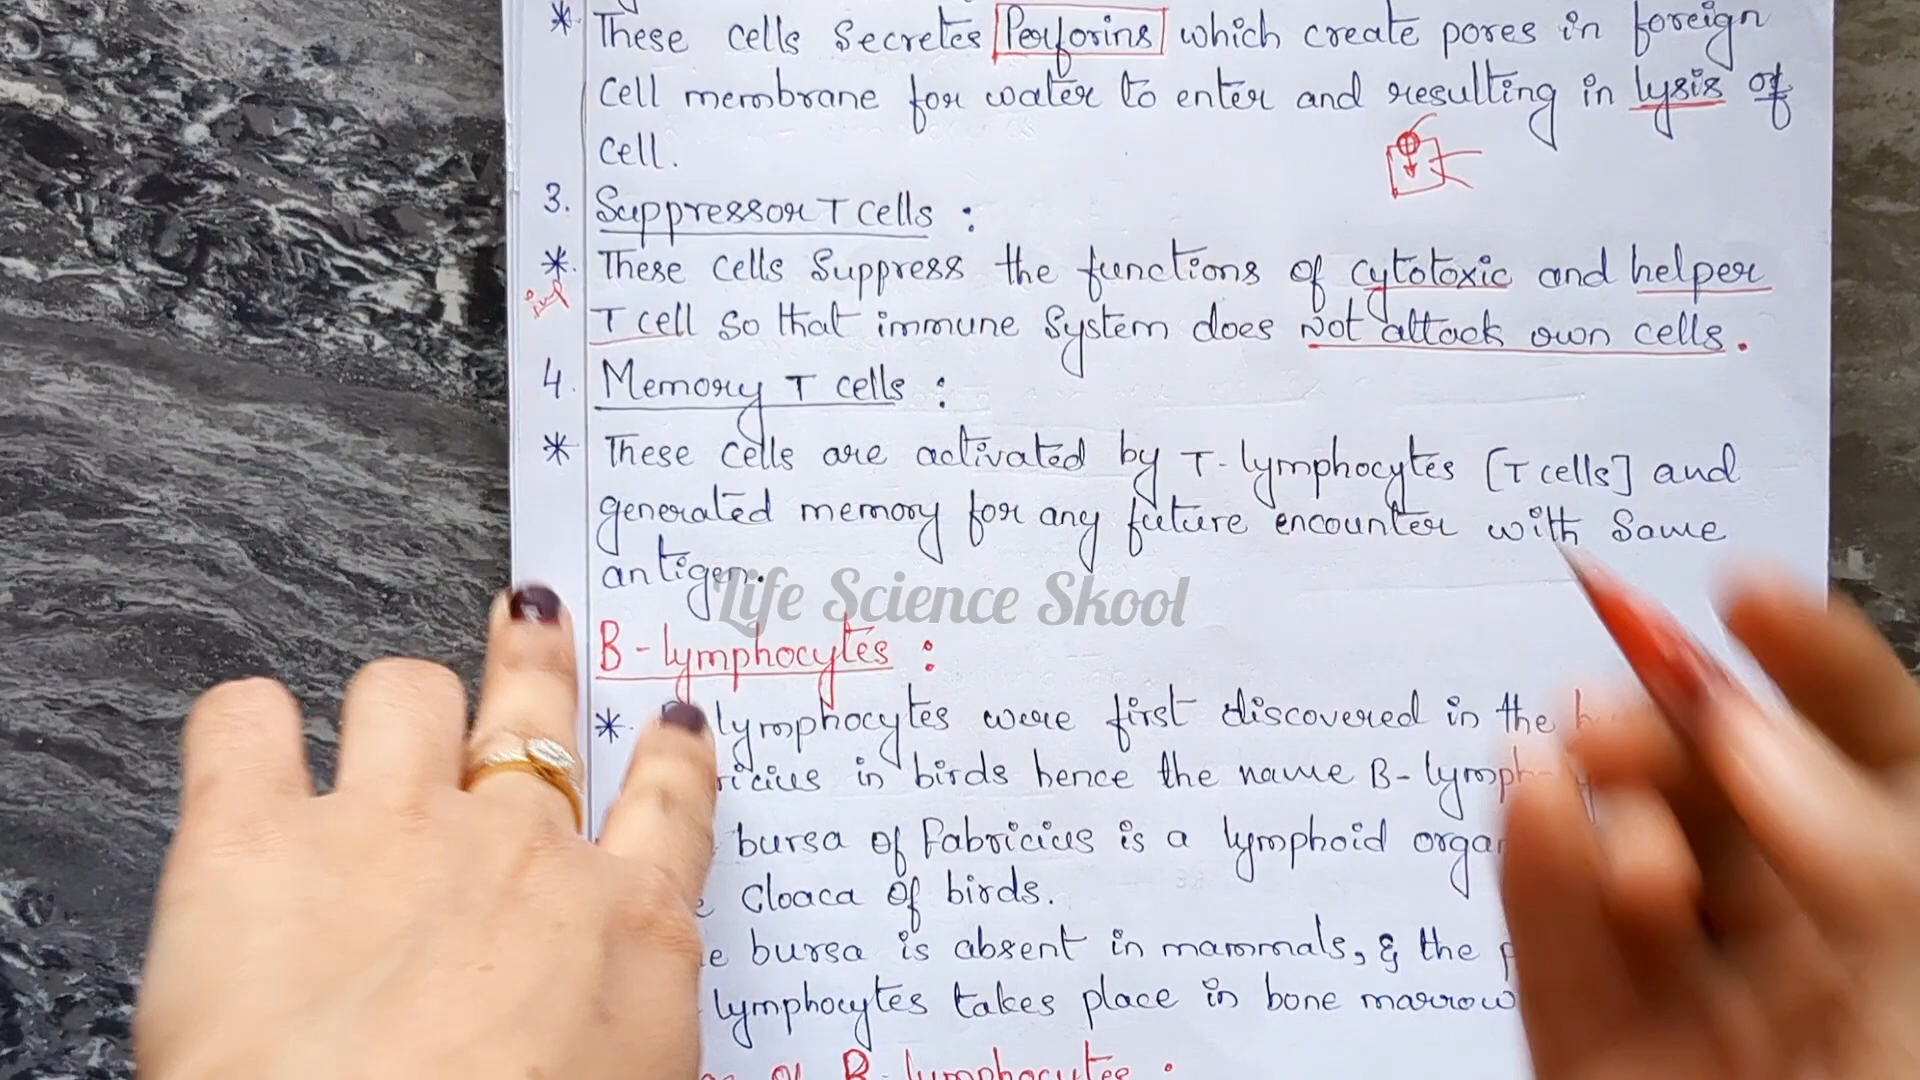 * These cells secretes Perforins which create pores in foreign
cell membrane for water to enter and resulting in lysis of
cell.
3. Suppressor T cells :
*. These cells suppress the functions of cytotoxic and helper
imp
T cell so that immune system does not attack own cells.
4. Memory T cells :
* These cells are activated by T-lymphocytes [T cells] and
generated memory for any future encounter with same
antigen.
Life Science Skool
B-lymphocytes :
*. lymphocytes were first discovered in the
in birds hence the name B-
bursa of Fabricius is a lymphoid
cloaca of birds.
bursa is absent in mammals, & the
lymphocytes takes place in bone marrow
B-lymphocytes :